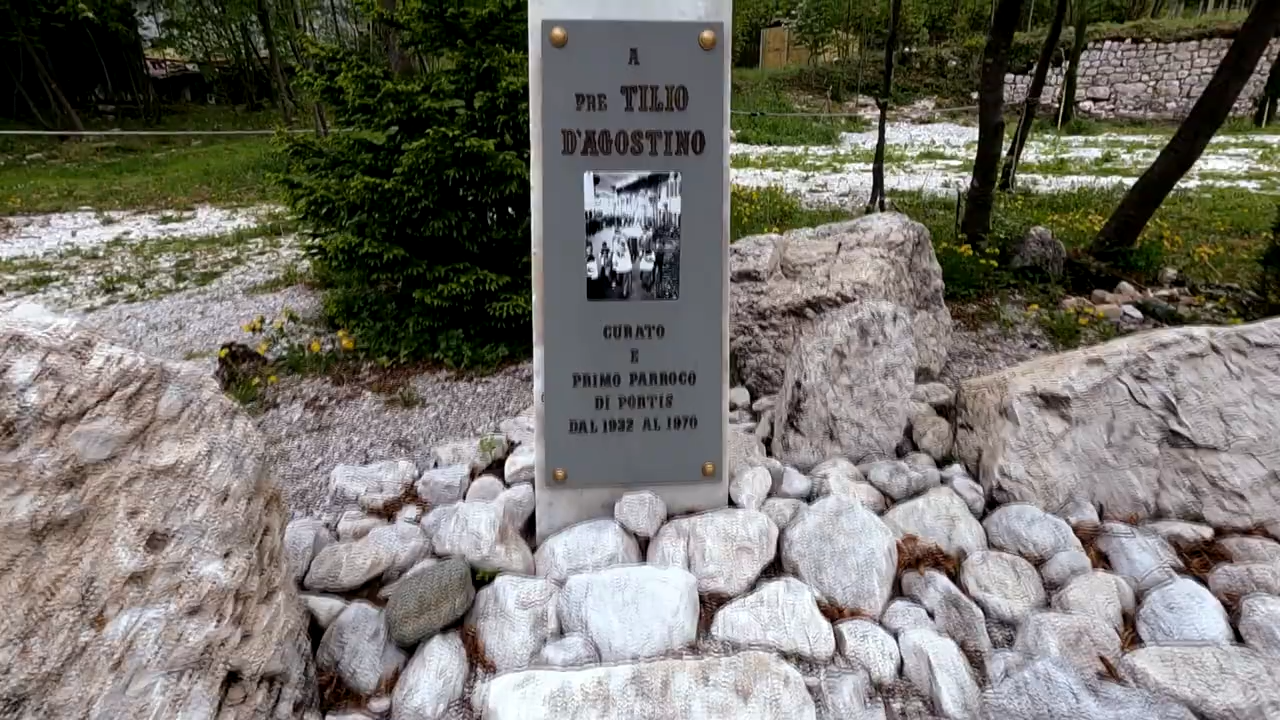 A
PRE TILIO
D'AGOSTINO
CURATO
E
PRIMO PARROCO
DI PORTIS
DAL 1932 AL 1970